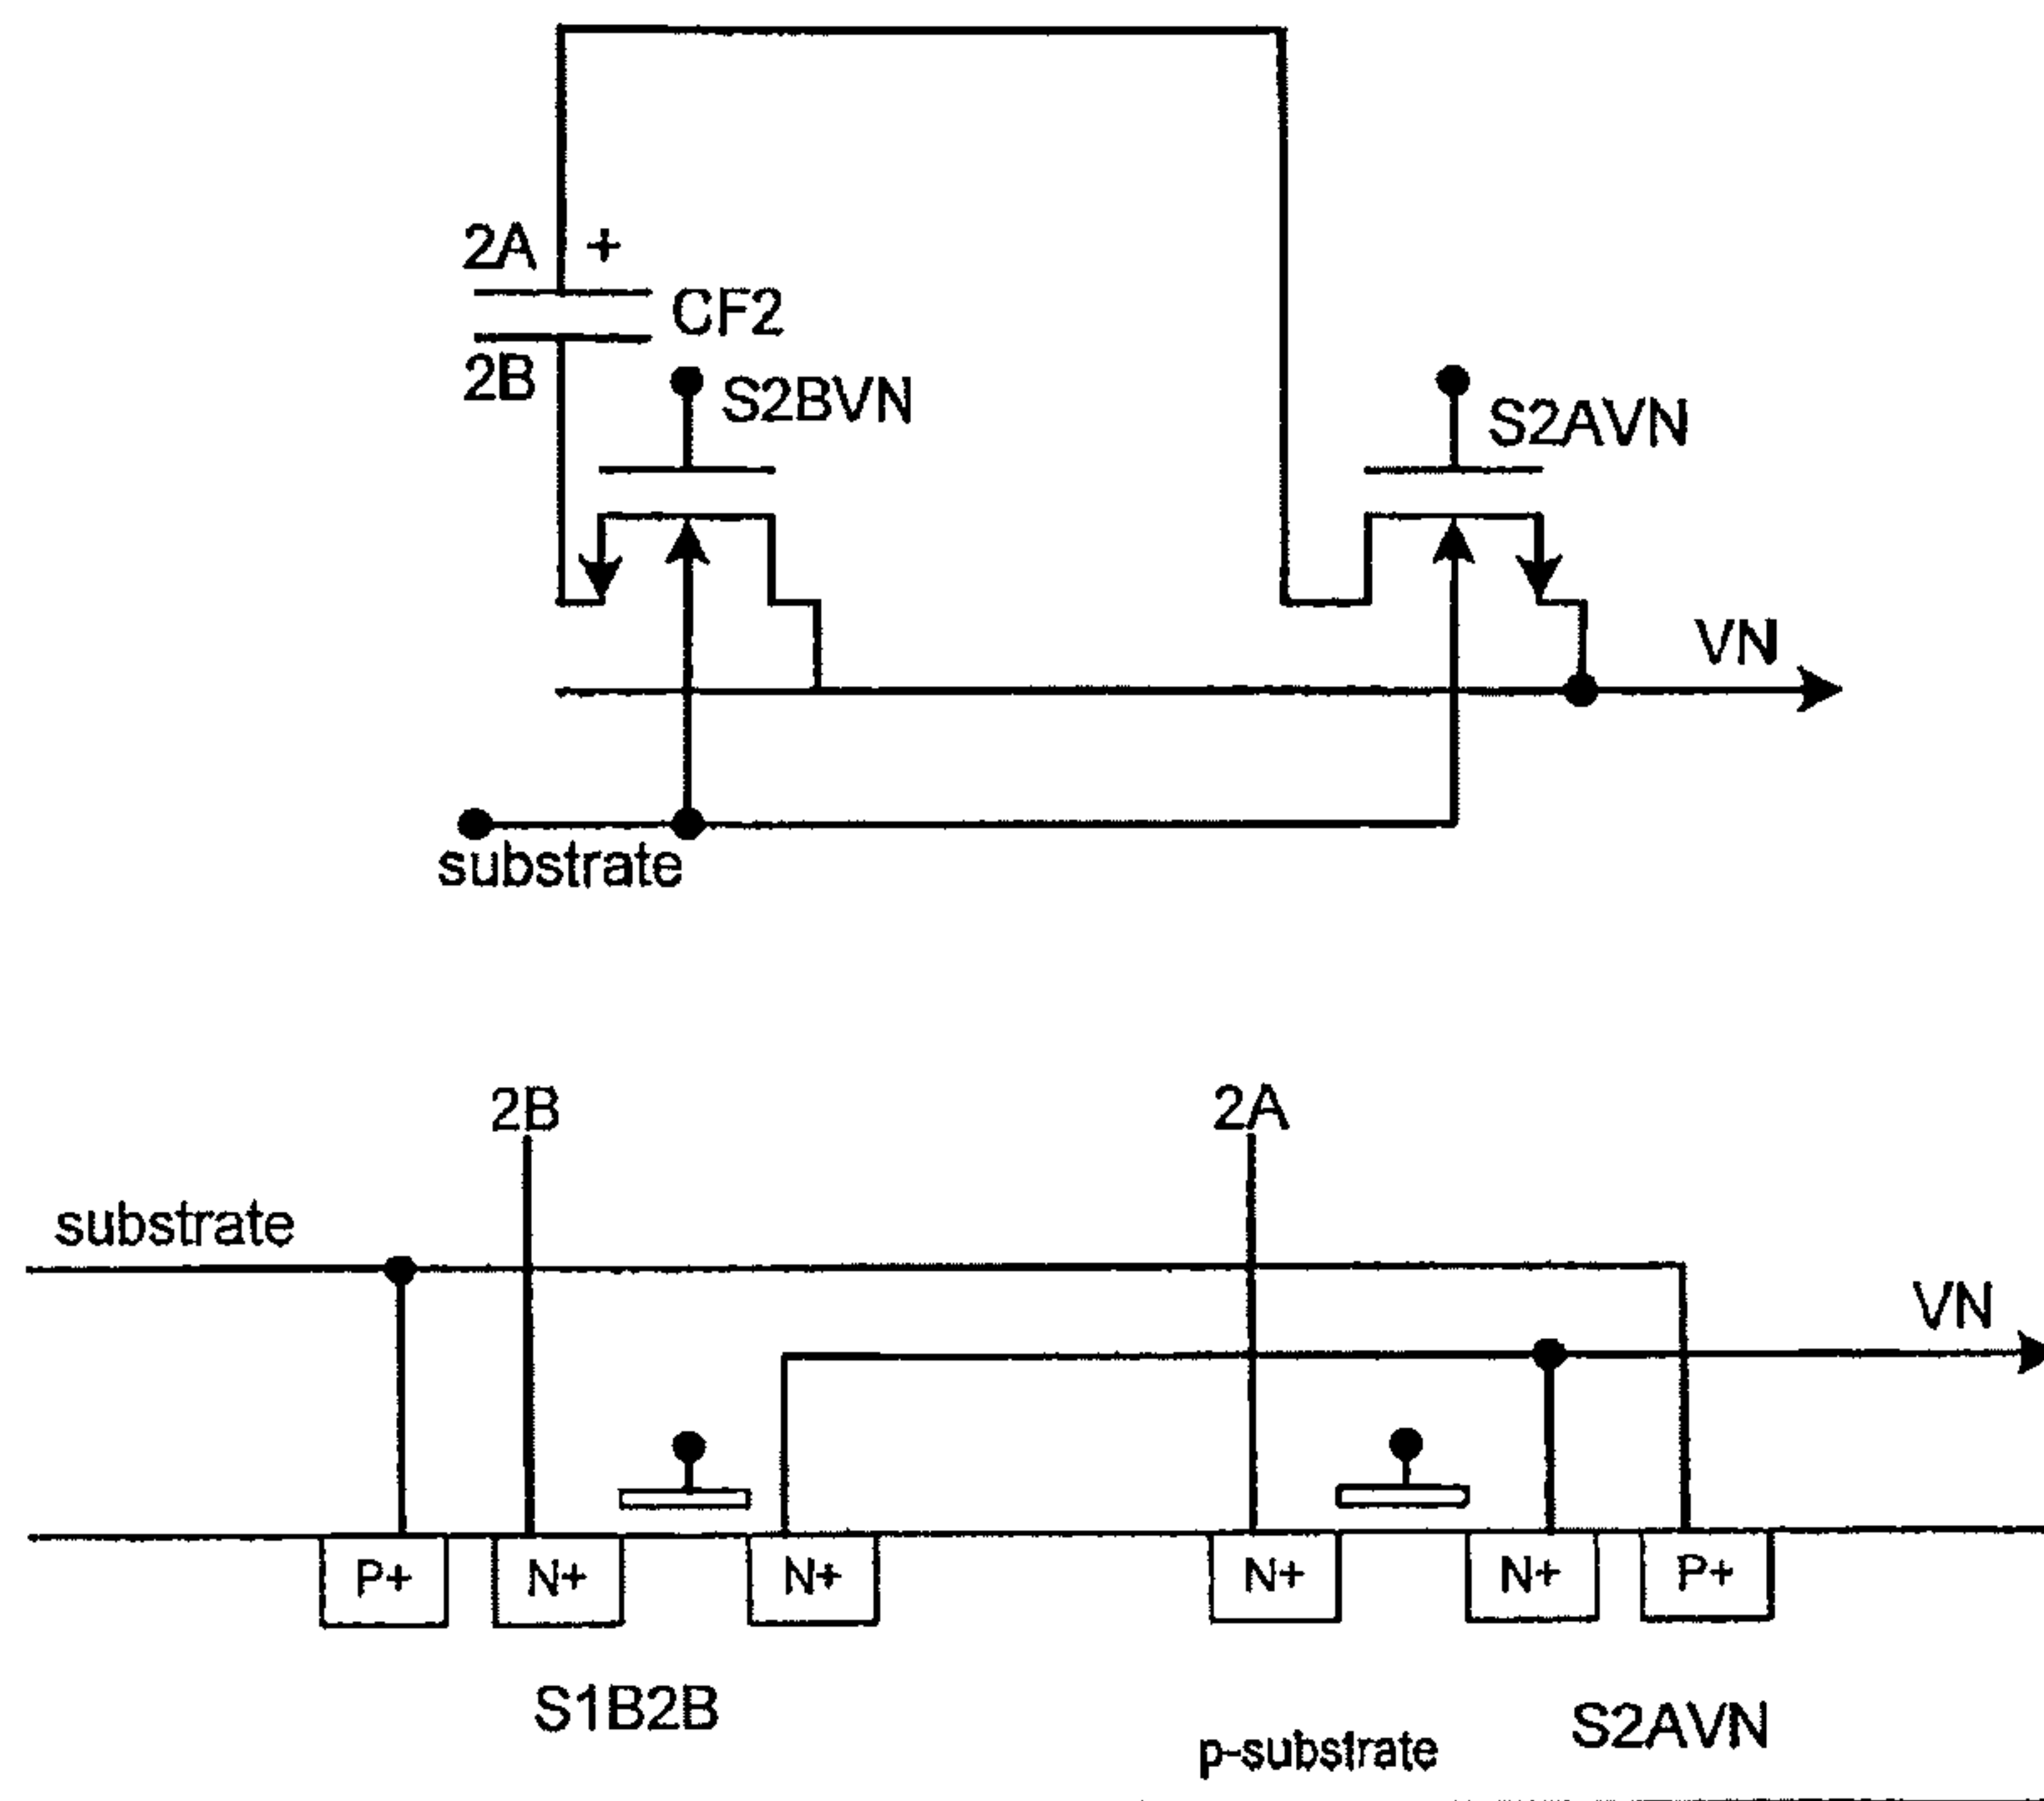 2A +
CF2
2B
S2BVN
S2AVN
VN
substrate
2B
2A
substrate
VN
P+
N+
N+
N+
N+
P+
S1B2B
S2AVN
p-substrate